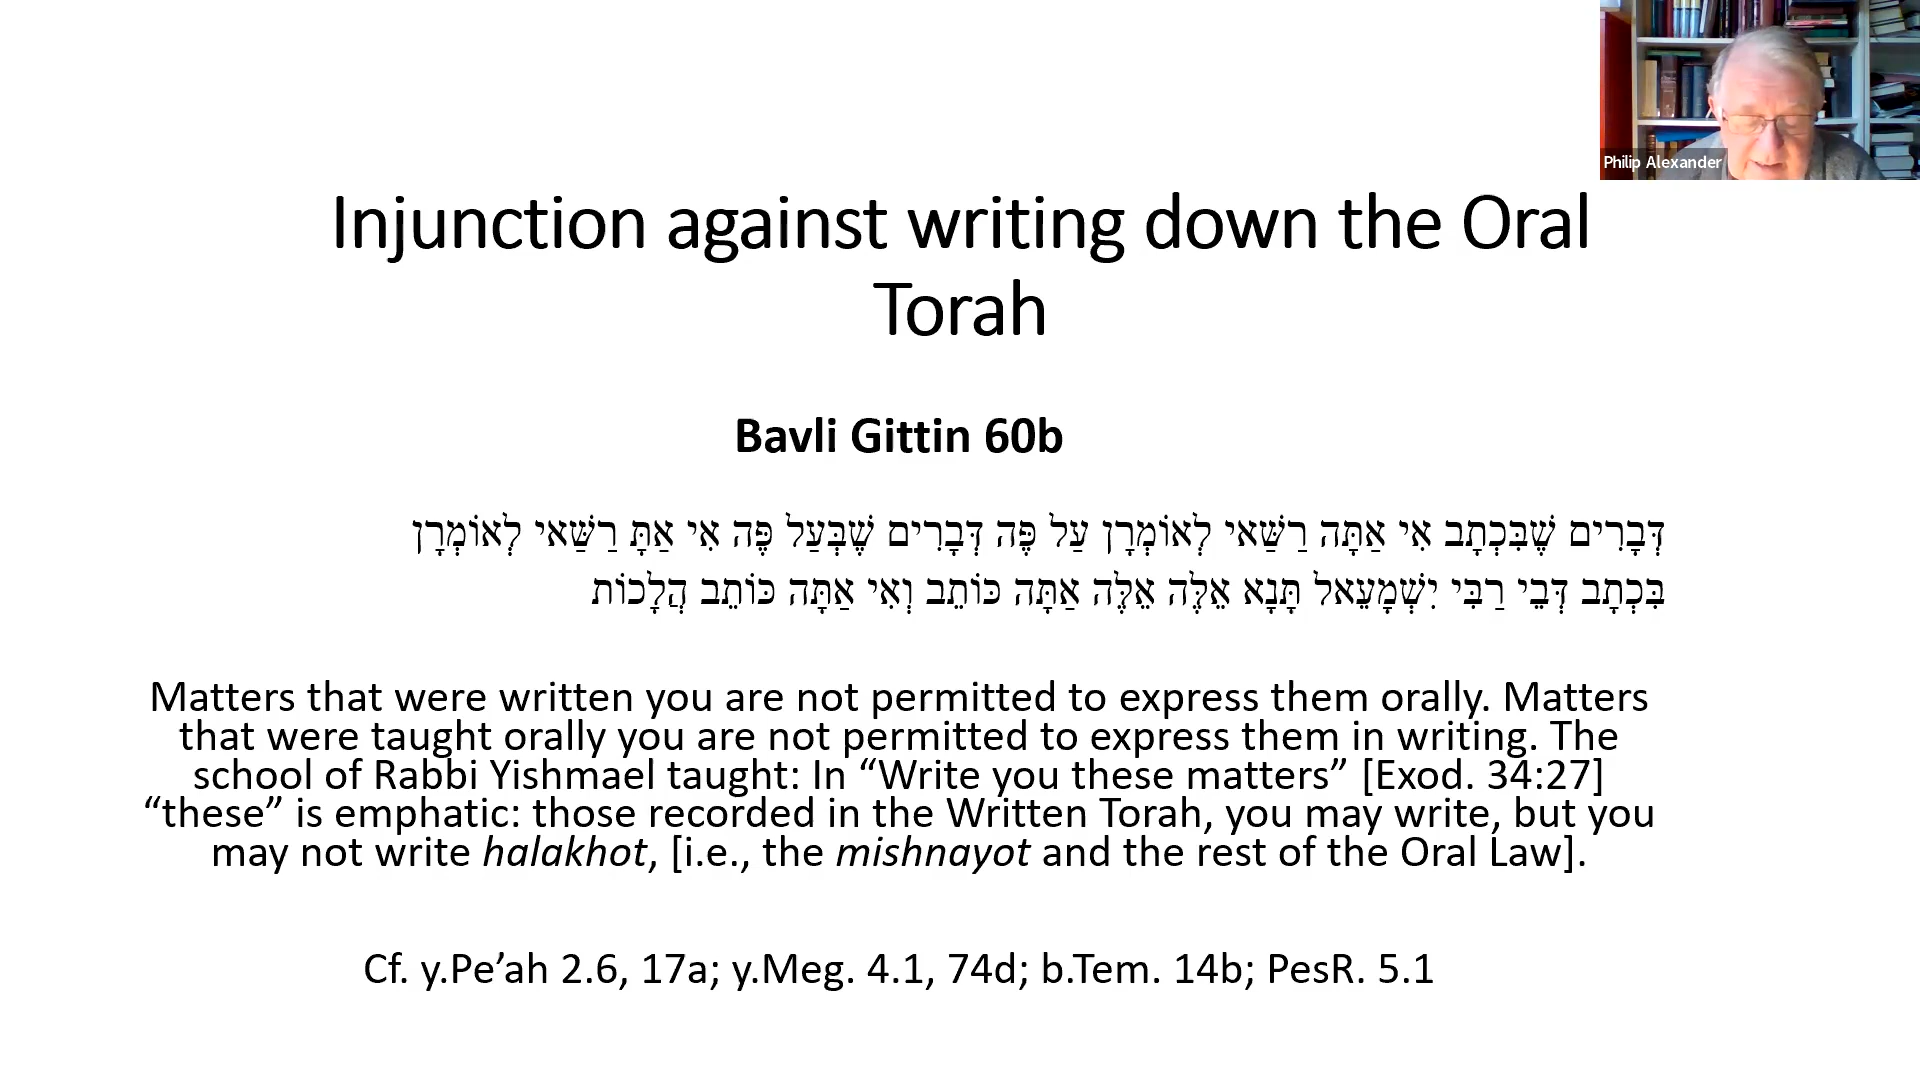 Philip Alexander
Injunction against writing down the Oral
Torah
Bavli Gittin 60b
דְּבָרִים שֶׁבִּכְתָב אִי אַתָּה רַשַּׁאי לְאוֹמְרָן עַל פֶּה דְּבָרִים שֶׁבְּעַל פֶּה אִי אַתָּ רַשַּׁאי לְאוֹמְרָן
בִּכְתָב דְּבֵי רַבִּי יִשְׁמָעֵאל תָּנָא אֵלֶּה אֵלֶּה אַתָּה כּוֹתֵב וְאִי אַתָּה כּוֹתֵב הֲלָכוֹת
Matters that were written you are not permitted to express them orally. Matters
that were taught orally you are not permitted to express them in writing. The
school of Rabbi Yishmael taught: In “Write you these matters” [Exod. 34:27]
“these” is emphatic: those recorded in the Written Torah, you may write, but you
may not write halakhot, [i.e., the mishnayot and the rest of the Oral Law].
Cf. y.Pe’ah 2.6, 17a; y.Meg. 4.1, 74d; b.Tem. 14b; PesR. 5.1